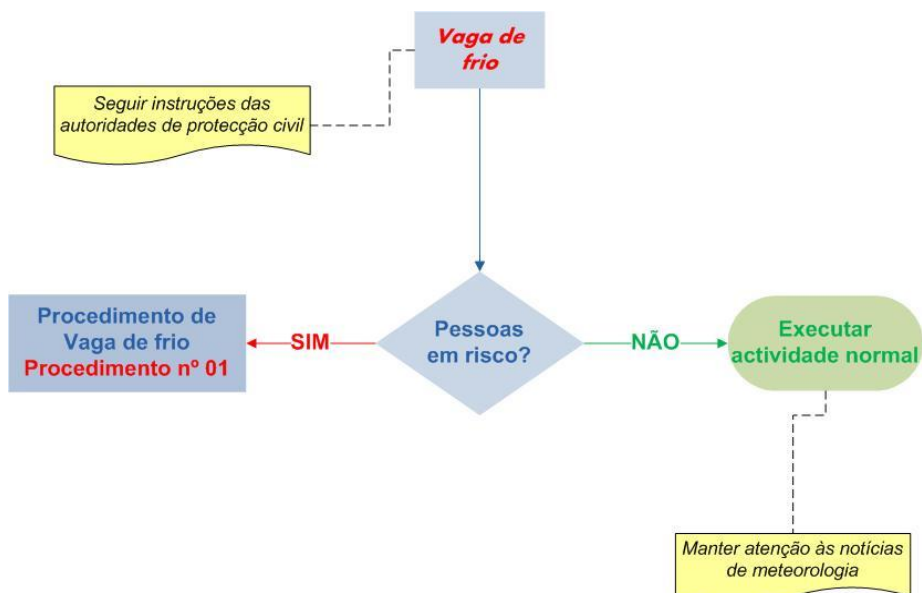 Vaga de
frio
Seguir instruções das
autoridades de protecção civil
Procedimento de
Vaga de frio
Procedimento nº 01
SIM
Pessoas
em risco?
NÃO
Executar
actividade normal
Manter atenção às notícias
de meteorologia